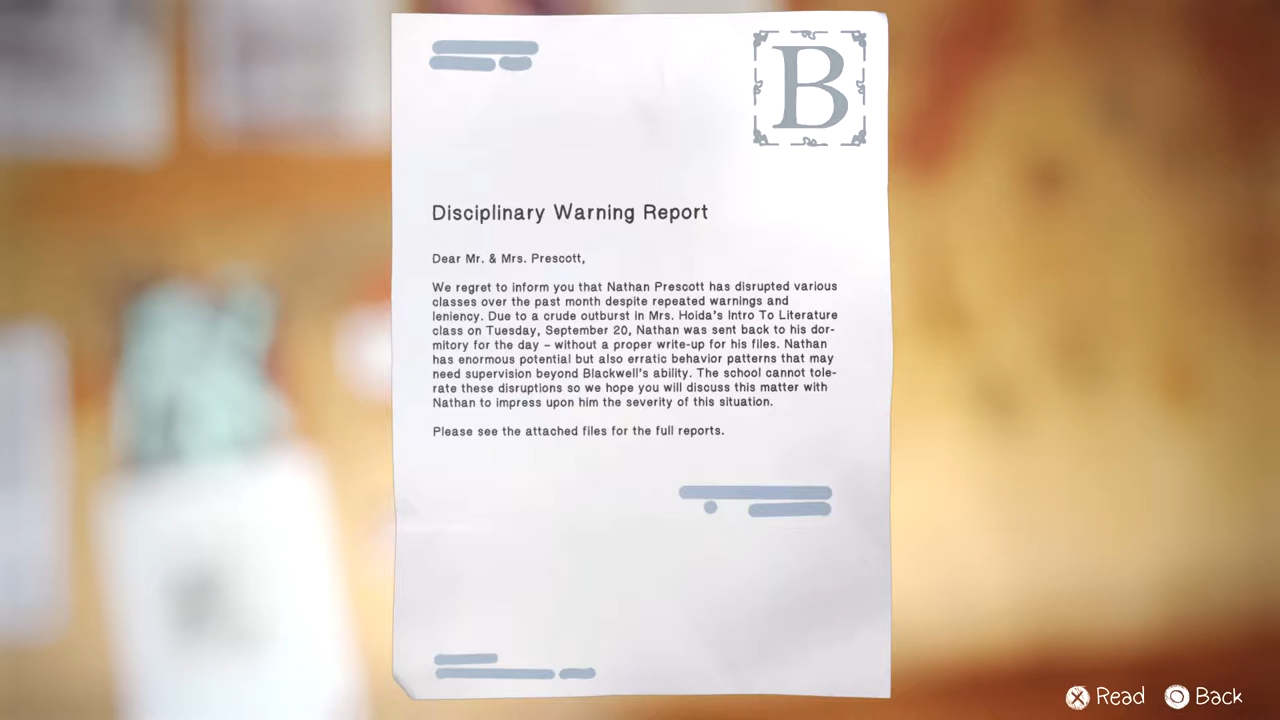 B
Disciplinary Warning Report
Dear Mr. & Mrs. Prescott,
We regret to inform you that Nathan Prescott has disrupted various
classes over the past month despite repeated warnings and
leniency. Due to a crude outburst in Mrs. Hoida's Intro To Literature
class on Tuesday, September 20, Nathan was sent back to his dor-
mitory for the day – without a proper write-up for his files. Nathan
has enormous potential but also erratic behavior patterns that may
need supervision beyond Blackwell's ability. The school cannot tole-
rate these disruptions so we hope you will discuss this matter with
Nathan to impress upon him the severity of this situation.
Please see the attached files for the full reports.
Read Back